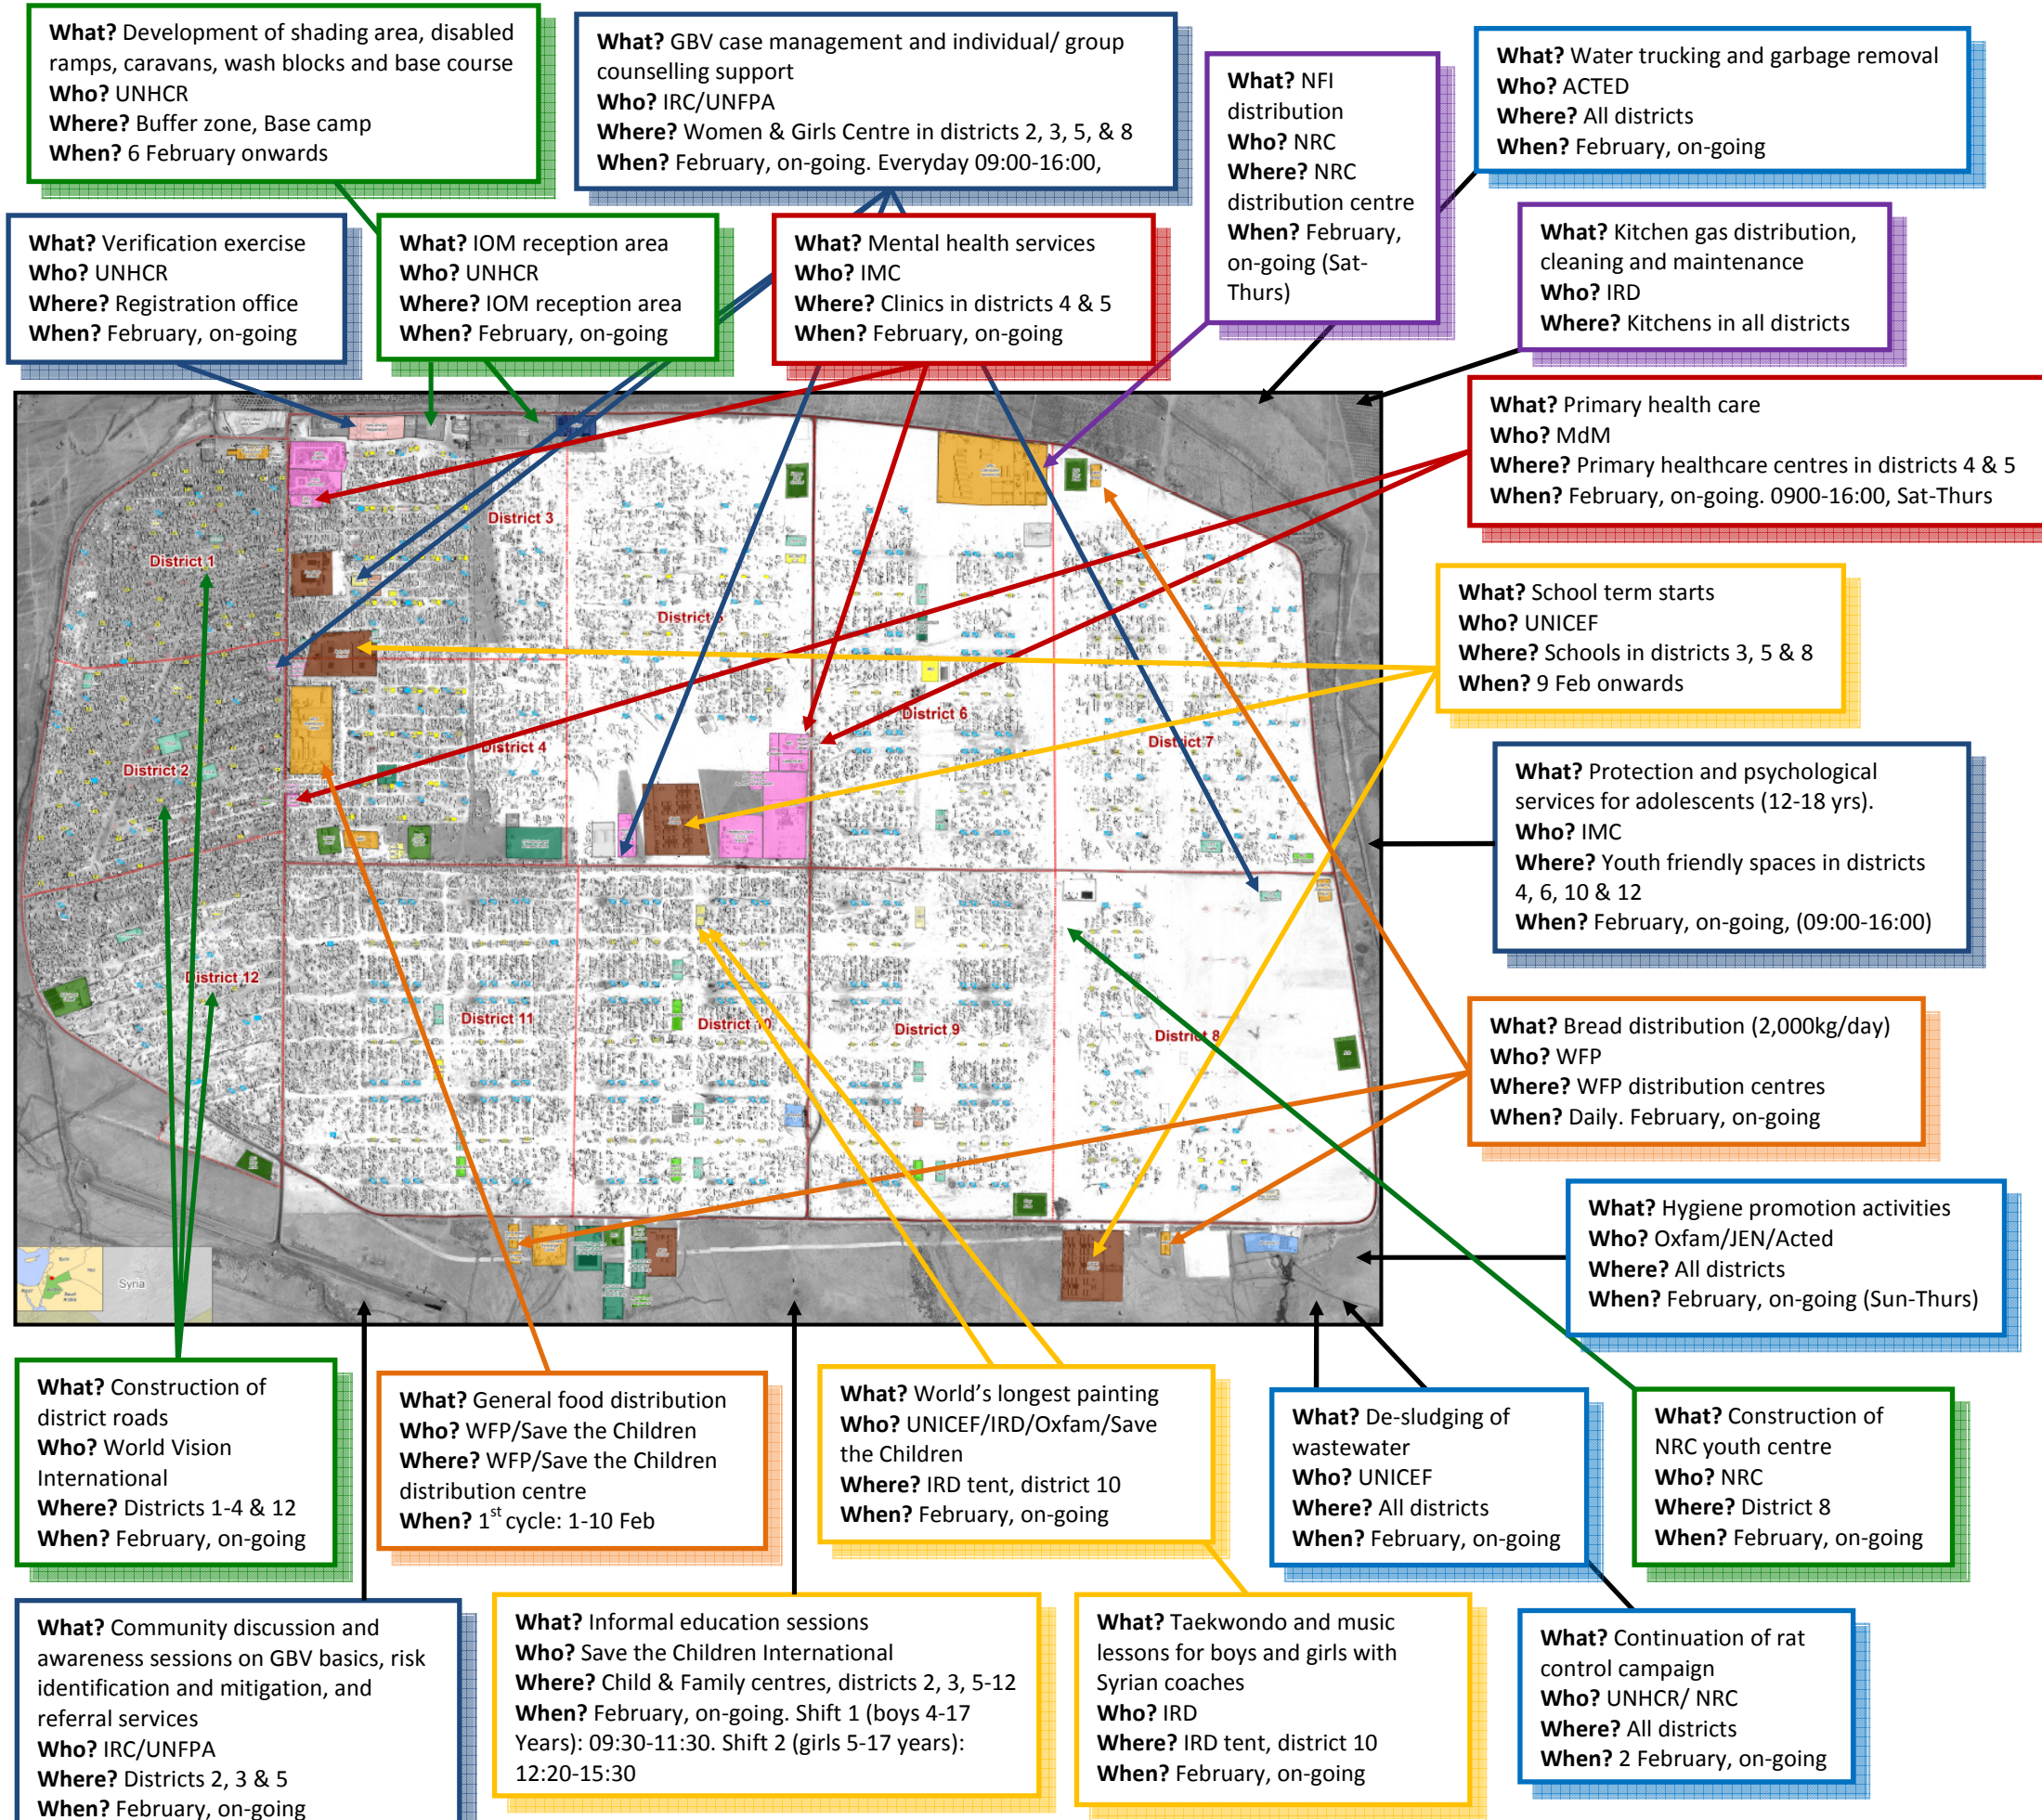 What? Development of shading area, disabled
ramps, caravans, wash blocks and base course
Who? UNHCR
Where? Buffer zone, Base camp
When? 6 February onwards
What? GBV case management and individual/ group
counselling support
Who? IRC/UNFPA
Where? Women & Girls Centre in districts 2, 3, 5, & 8
When? February, on-going. Everyday 09:00-16:00,
What? NFI
distribution
Who? NRC
Where? NRC
distribution centre
When? February,
on-going (Sat-
Thurs)
What? Water trucking and garbage removal
Who? ACTED
Where? All districts
When? February, on-going
What? Verification exercise
Who? UNHCR
Where? Registration office
When? February, on-going
What? IOM reception area
Who? UNHCR
Where? IOM reception area
When? February, on-going
What? Mental health services
Who? IMC
Where? Clinics in districts 4 & 5
When? February, on-going
What? Kitchen gas distribution,
cleaning and maintenance
Who? IRD
Where? Kitchens in all districts
What? Primary health care
Who? MdM
Where? Primary healthcare centres in districts 4 & 5
When? February, on-going. 0900-16:00, Sat-Thurs
What? School term starts
Who? UNICEF
Where? Schools in districts 3, 5 & 8
When? 9 Feb onwards
What? Protection and psychological
services for adolescents (12-18 yrs).
Who? IMC
Where? Youth friendly spaces in districts
4, 6, 10 & 12
When? February, on-going, (09:00-16:00)
What? Bread distribution (2,000kg/day)
Who? WFP
Where? WFP distribution centres
When? Daily. February, on-going
What? Hygiene promotion activities
Who? Oxfam/JEN/Acted
Where? All districts
When? February, on-going (Sun-Thurs)
District 1
District 3
District 5
District 2
District 4
District 6
District 7
District 12
District 11
District 10
District 9
District 8
Syria
What? Construction of
district roads
Who? World Vision
International
Where? Districts 1-4 & 12
When? February, on-going
What? General food distribution
Who? WFP/Save the Children
Where? WFP/Save the Children
distribution centre
When? 1st cycle: 1-10 Feb
What? World's longest painting
Who? UNICEF/IRD/Oxfam/Save
the Children
Where? IRD tent, district 10
When? February, on-going
What? De-sludging of
wastewater
Who? UNICEF
Where? All districts
When? February, on-going
What? Construction of
NRC youth centre
Who? NRC
Where? District 8
When? February, on-going
What? Community discussion and
awareness sessions on GBV basics, risk
identification and mitigation, and
referral services
Who? IRC/UNFPA
Where? Districts 2, 3 & 5
When? February, on-going
What? Informal education sessions
Who? Save the Children International
Where? Child & Family centres, districts 2, 3, 5-12
When? February, on-going. Shift 1 (boys 4-17
Years): 09:30-11:30. Shift 2 (girls 5-17 years):
12:20-15:30
What? Taekwondo and music
lessons for boys and girls with
Syrian coaches
Who? IRD
Where? IRD tent, district 10
When? February, on-going
What? Continuation of rat
control campaign
Who? UNHCR/ NRC
Where? All districts
When? 2 February, on-going